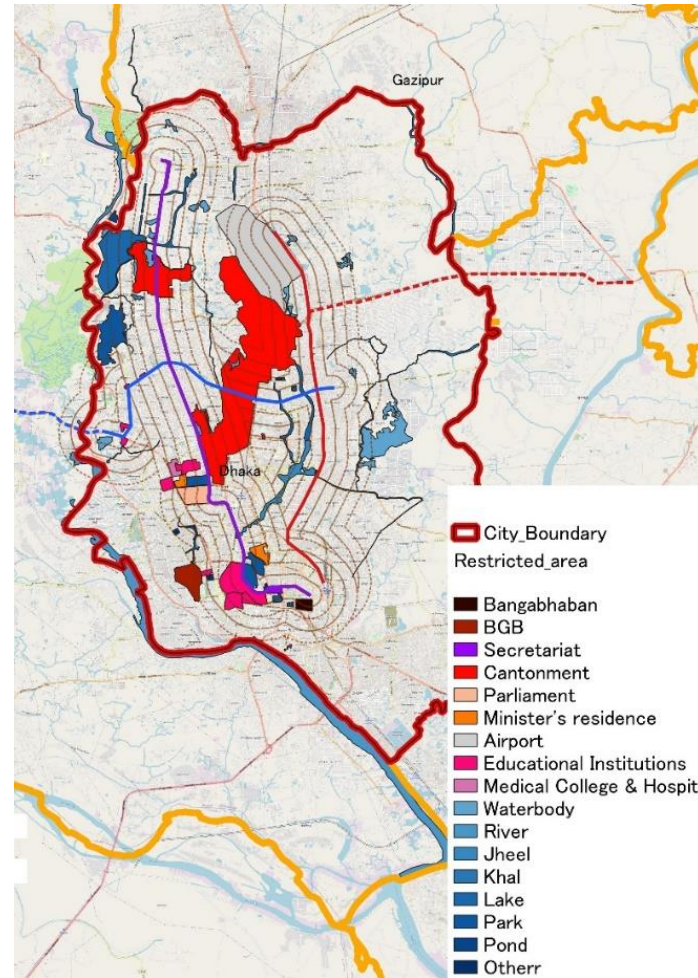 Gazipur
Dhaka
City_Boundary
Restricted_area
Bangabhaban
BGB
Secretariat
Cantonment
Parliament
Minister's residence
Airport
Educational Institutions
Medical College & Hospit
Waterbody
River
Jheel
Khal
Lake
Park
Pond
Otherr